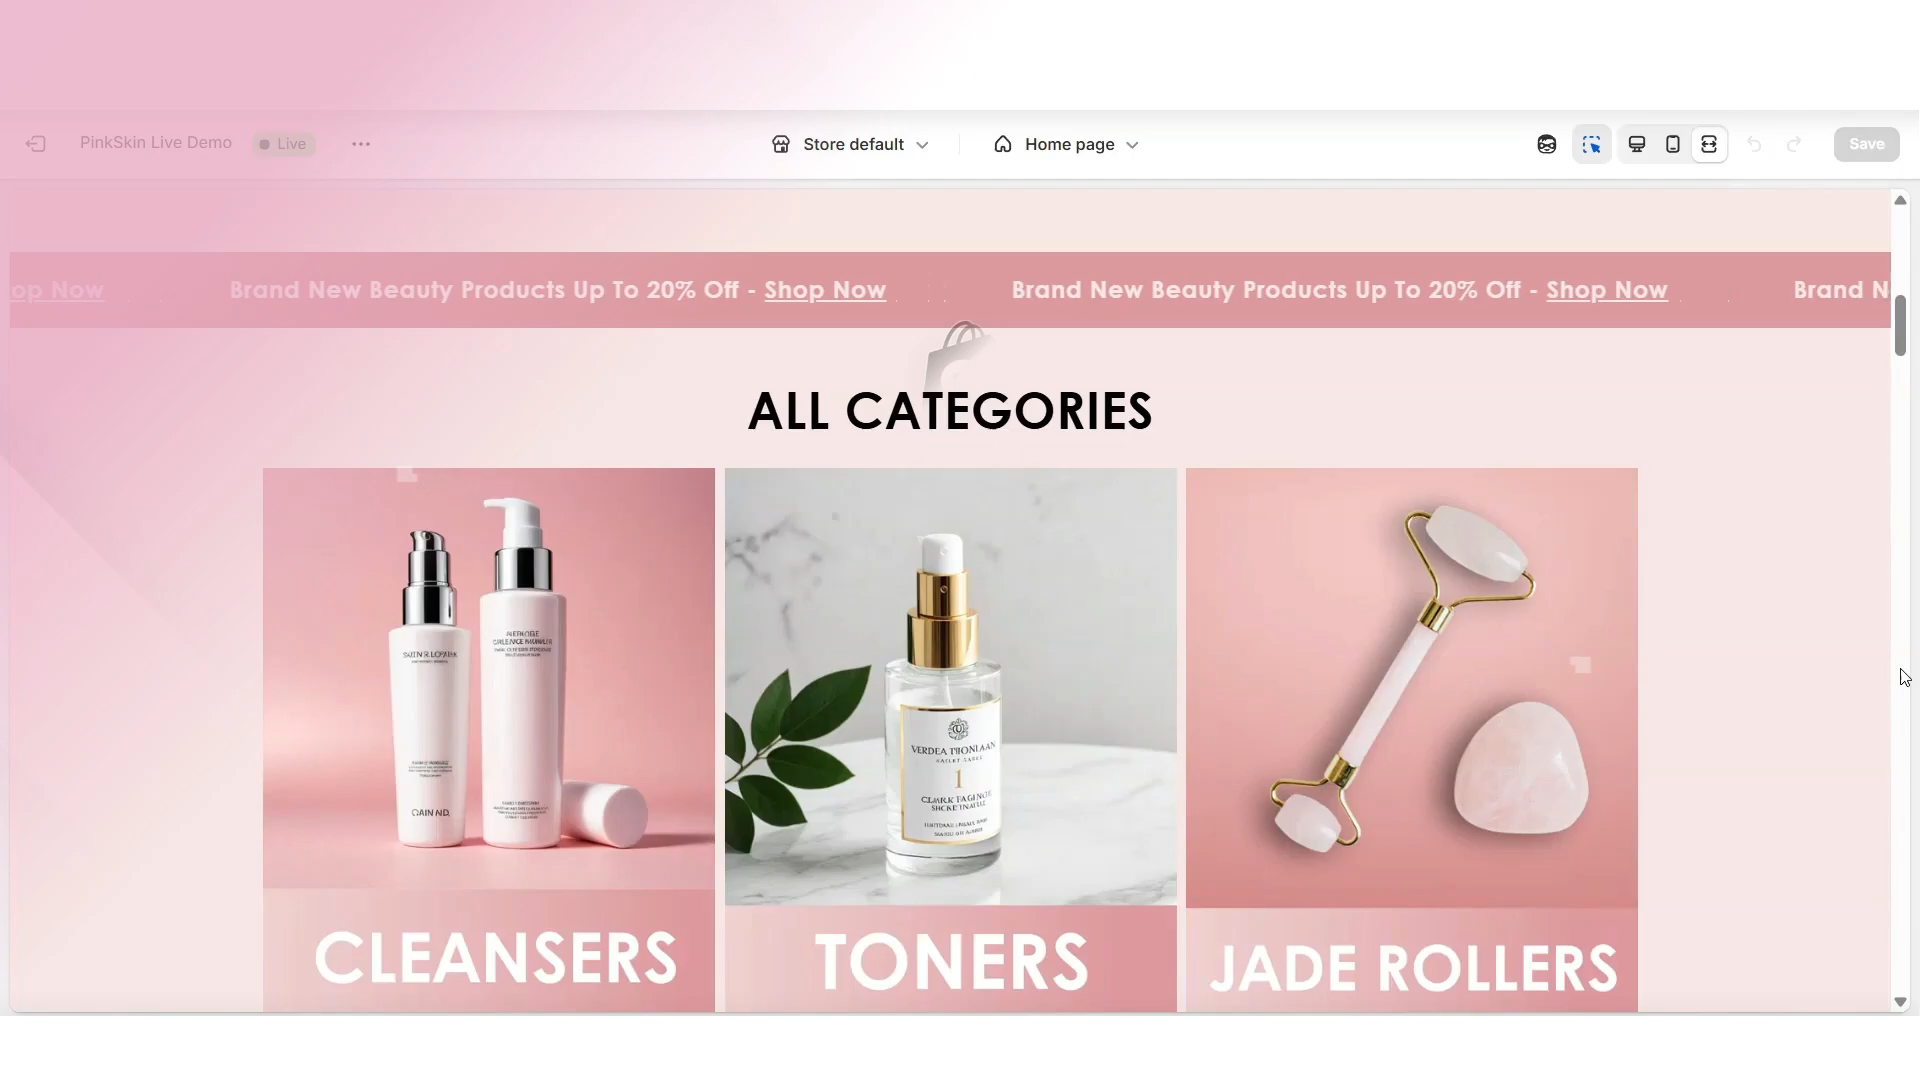 PinkSkin Live Demo
Live
Store default
Home page
Save
op Now
Brand New Beauty Products Up To 20% Off - Shop Now
Brand New Beauty Products Up To 20% Off - Shop Now
Brand N
ALL CATEGORIES
VERDEA
1
CLEANSERS
TONERS
JADE ROLLERS